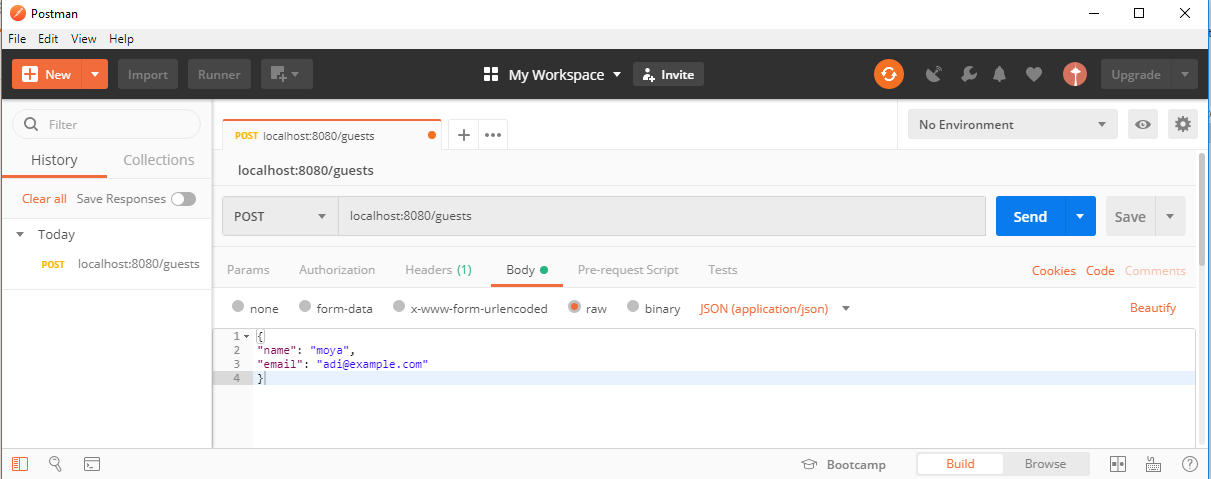 Postman
File Edit View Help
New Import Runner My Workspace Invite Upgrade
Filter
History Collections
Clear all Save Responses
Today
POST localhost:8080/guests
POST localhost:8080/guests
No Environment
localhost:8080/guests
POST localhost:8080/guests Send Save
Params Authorization Headers (1) Body Pre-request Script Tests Cookies Code Comments
none form-data x-www-form-urlencoded raw binary JSON (application/json) Beautify
1 {
2 "name": "moya",
3 "email": "adi@example.com"
4 }
Bootcamp Build Browse